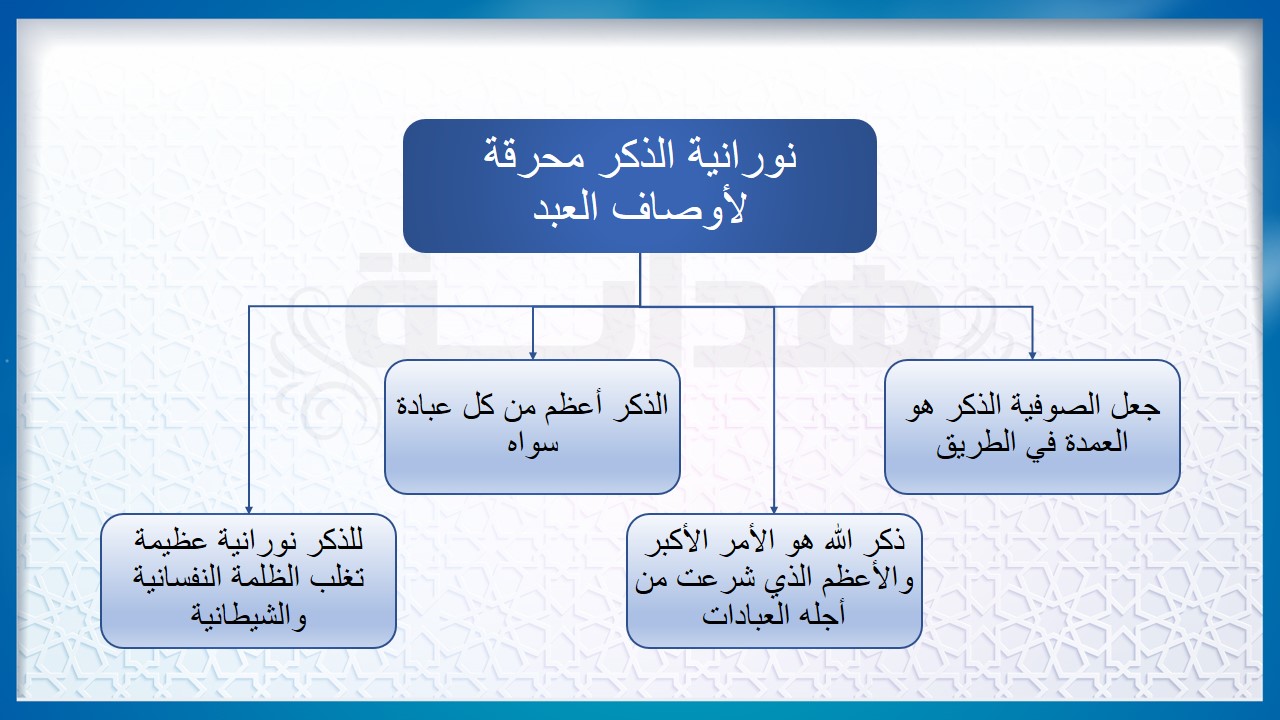 نورانية الذكر محرقة
لأوصاف العبد
هداية
جعل الصوفية الذكر هو
العمدة في الطريق
ذكر الله هو الأمر الأكبر
والأعظم الذي شرعت من
أجله العبادات
الذكر أعظم من كل عبادة
سواه
للذكر نورانية عظيمة
تغلب الظلمة النفسانية
والشيطانية